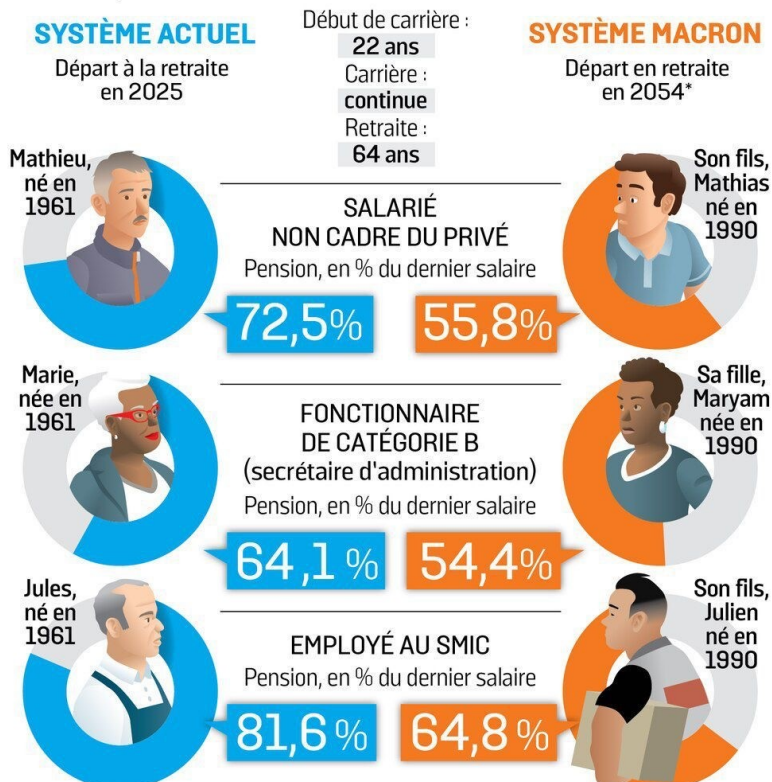 SYSTÈME ACTUEL
Départ à la retraite
en 2025
Début de carrière :
22 ans
Carrière :
continue
Retraite :
64 ans
SYSTÈME MACRON
Départ en retraite
en 2054*
Mathieu,
né en
1961
SALARIÉ
NON CADRE DU PRIVÉ
Pension, en % du dernier salaire
72,5%
55,8%
Son fils,
Mathias
né en
1990
Marie,
née en
1961
FONCTIONNAIRE
DE CATÉGORIE B
(secrétaire d'administration)
Pension, en % du dernier salaire
64,1 %
54,4%
Sa fille,
Maryam
née en
1990
Jules,
né en
1961
EMPLOYÉ AU SMIC
Pension, en % du dernier salaire
81,6 %
64,8 %
Son fils,
Julien
né en
1990